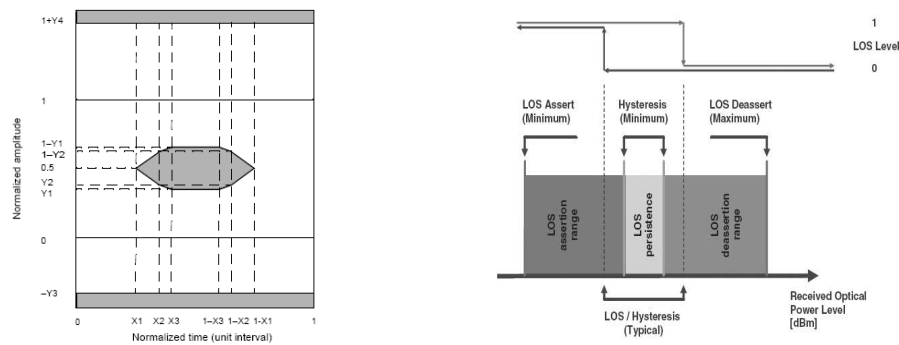 1+Y4
1
1–Y1
1–Y2
0.5
Y2
Y1
0
–Y3
Normalized amplitude
0 X1 X2 X3 1–X3 1–X2 1–X1 1
Normalized time (unit interval)
1
LOS Level
0
LOS Assert
(Minimum)
Hysteresis
(Minimum)
LOS Deassert
(Maximum)
LOS
assertion
range
LOS
persistence
LOS
deassertion
range
Received Optical
Power Level
[dBm]
LOS / Hysteresis
(Typical)